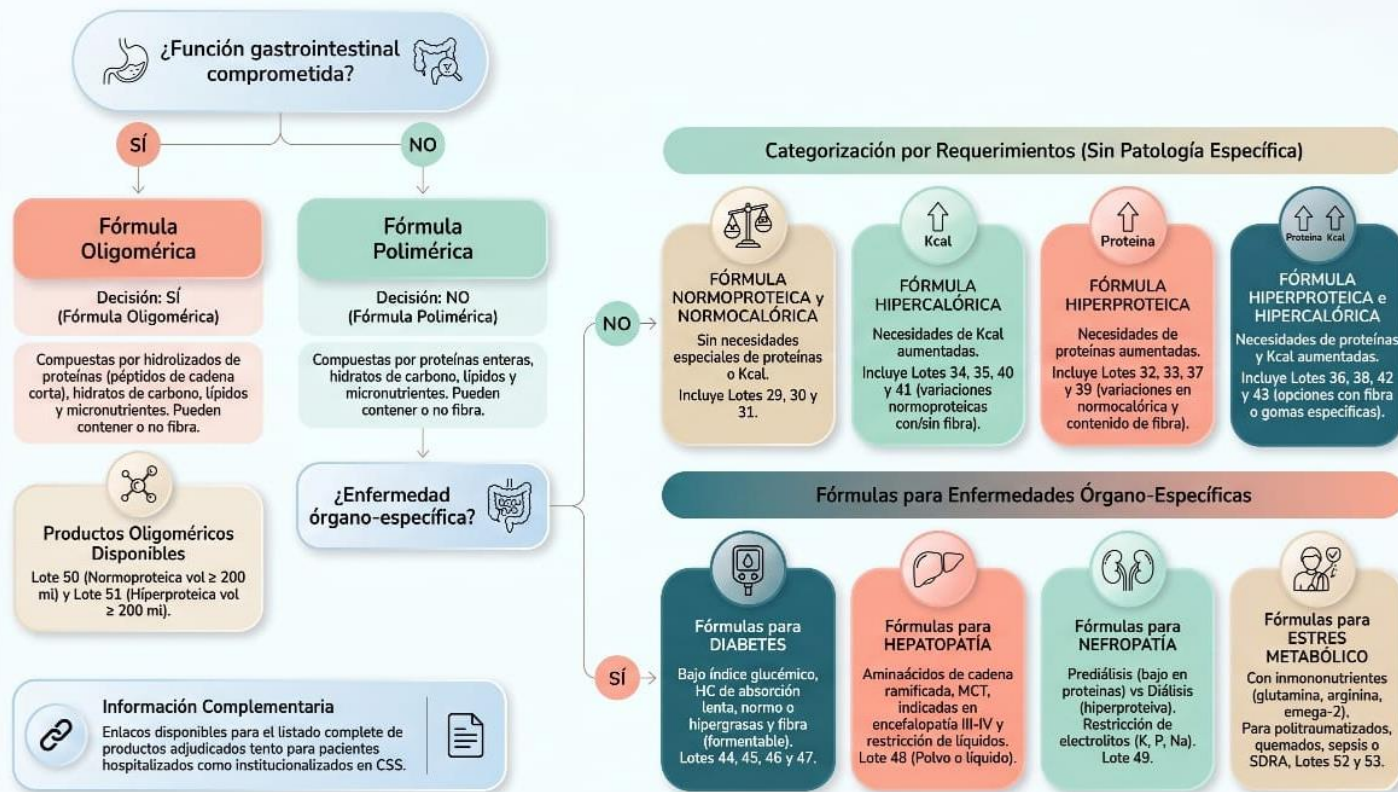 ¿Función gastrointestinal
comprometida?
SÍ
NO
Fórmula
Oligomérica
Decisión: SÍ
(Fórmula Oligomérica)
Compuestas por hidrolizados de
proteínas (péptidos de cadena
corta), hidratos de carbono, lípidos
y micronutrientes. Pueden
contener o no fibra.
Productos Oligoméricos
Disponibles
Lote 50 (Normoproteica vol ≥ 200
mi) y Lote 51 (Híperproteica vol
≥ 200 mi).
Fórmula
Polimérica
Decisión: NO
(Fórmula Polimérica)
Compuestas por proteínas enteras,
hidratos de carbono, lípidos y
micronutrientes. Pueden
contener o no fibra.
¿Enfermedad
órgano-específica?
NO
SÍ
Categorización por Requerimientos (Sin Patología Específica)
FÓRMULA
NORMOPROTEICA y
NORMOCALÓRICA
Sin necesidades
especiales de proteínas
o Kcal.
Incluye Lotes 29, 30 y
31.
Kcal
FÓRMULA
HIPERCALÓRICA
Necesidades de Kcal
aumentadas.
Incluye Lotes 34, 35, 40
y 41 (variaciones
normoproteicas
con/sin fibra).
Proteina
FÓRMULA
HIPERPROTEICA
Necesidades de
proteínas aumentadas.
Incluye Lotes 32, 33, 37
y 39 (variaciones en
normocalórica y
contenido de fibra).
Proteina Kcal
FÓRMULA
HIPERPROTEICA e
HIPERCALÓRICA
Necesidades de proteínas
y Kcal aumentadas.
Incluye Lotes 36, 38, 42
y 43 (opciones con fibra
o gomas especificas).
Fórmulas para Enfermedades Órgano-Específicas
Fórmulas para
DIABETES
Bajo índice glucémico,
HC de absorción
lenta, normo o
hipergrasas y fibra
(formentable).
Lotes 44, 45, 46 y 47.
Fórmulas para
HEPATOPATÍA
Aminaácidos de cadena
ramificada, MCT,
indicadas en
encefalopatía III-IV y
restricción de líquidos.
Lote 48 (Polvo o líquido).
Fórmulas para
NEFROPATÍA
Prediálisis (bajo en
proteinas) vs Diálisis
(hiperproteiva).
Restricción de
electrolitos (K, P, Na).
Lote 49.
Fórmulas para
ESTRES
METABÓLICO
Con inmononutrientes
(glutamina, arginina,
emega-2).
Para politraumatizados,
quemados, sepsis o
SDRA, Lotes 52 y 53.
Información Complementaria
Enlacos disponibles para el listado complete de
productos adjudicados tento para pacientes
hospitalizados como institucionalizados en CSS.